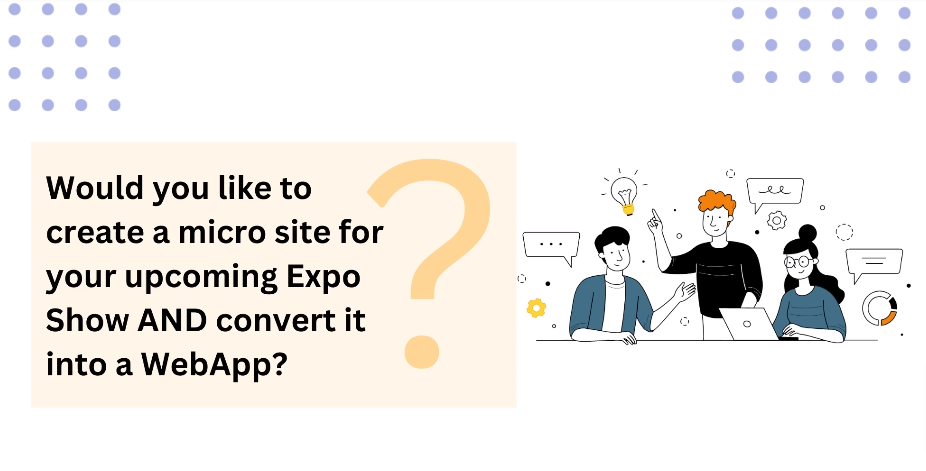 Would you like to
create a micro site for
your upcoming Expo
Show AND convert it
into a WebApp?
?